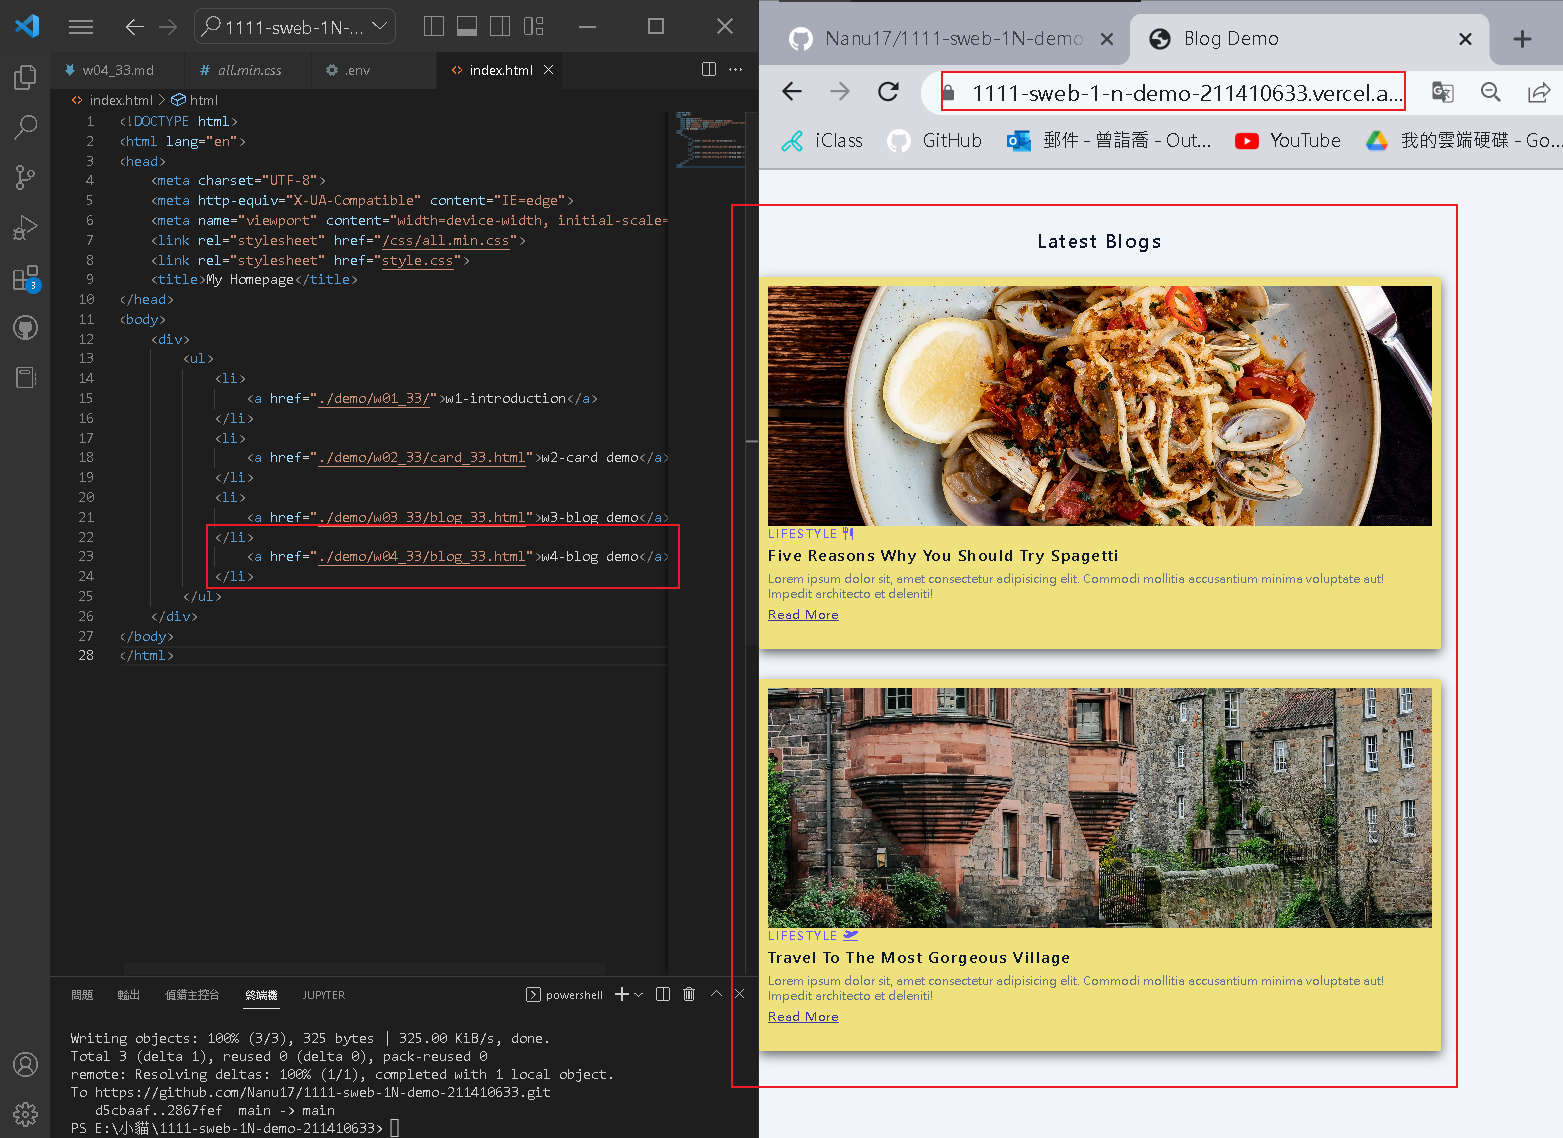 1111-sweb-1N-...
w04_33.md
# all.min.css
.env
index.html
index.html > html
1 <!DOCTYPE html>
2 <html lang="en">
3 <head>
4 <meta charset="UTF-8">
5 <meta http-equiv="X-UA-Compatible" content="IE=edge">
6 <meta name="viewport" content="width=device-width, initial-scale=
7 <link rel="stylesheet" href="/css/all.min.css">
8 <link rel="stylesheet" href="style.css">
9 <title>My Homepage</title>
10 </head>
11 <body>
12 <div>
13 <ul>
14 <li>
15 <a href="./demo/w01_33/">w1-introduction</a>
16 </li>
17 <li>
18 <a href="./demo/w02_33/card_33.html">w2-card demo</a>
19 </li>
20 <li>
21 <a href="./demo/w03_33/blog_33.html">w3-blog demo</a>
22 </li>
23 <a href="./demo/w04_33/blog_33.html">w4-blog demo</a>
24 </li>
25 </ul>
26 </div>
27 </body>
28 </html>
3
問題
輸出
偵錯主控台
終端機
JUPYTER
powershell
Writing objects: 100% (3/3), 325 bytes | 325.00 KiB/s, done.
Total 3 (delta 1), reused 0 (delta 0), pack-reused 0
remote: Resolving deltas: 100% (1/1), completed with 1 local object.
To https://github.com/Nanu17/1111-sweb-1N-demo-211410633.git
d5cbaaf..2867fef main -> main
PS E:\小貓\1111-sweb-1N-demo-211410633>
Nanu17/1111-sweb-1N-demo
Blog Demo
1111-sweb-1-n-demo-211410633.vercel.a...
iClass
GitHub
郵件 - 曾詣喬 - Out...
YouTube
我的雲端硬碟 - Go...
Latest Blogs
LIFESTYLE
Five Reasons Why You Should Try Spagetti
Lorem ipsum dolor sit, amet consectetur adipisicing elit. Commodi mollitia accusantium minima voluptate aut!
Impedit architecto et deleniti!
Read More
LIFESTYLE
Travel To The Most Gorgeous Village
Lorem ipsum dolor sit, amet consectetur adipisicing elit. Commodi mollitia accusantium minima voluptate aut!
Impedit architecto et deleniti!
Read More